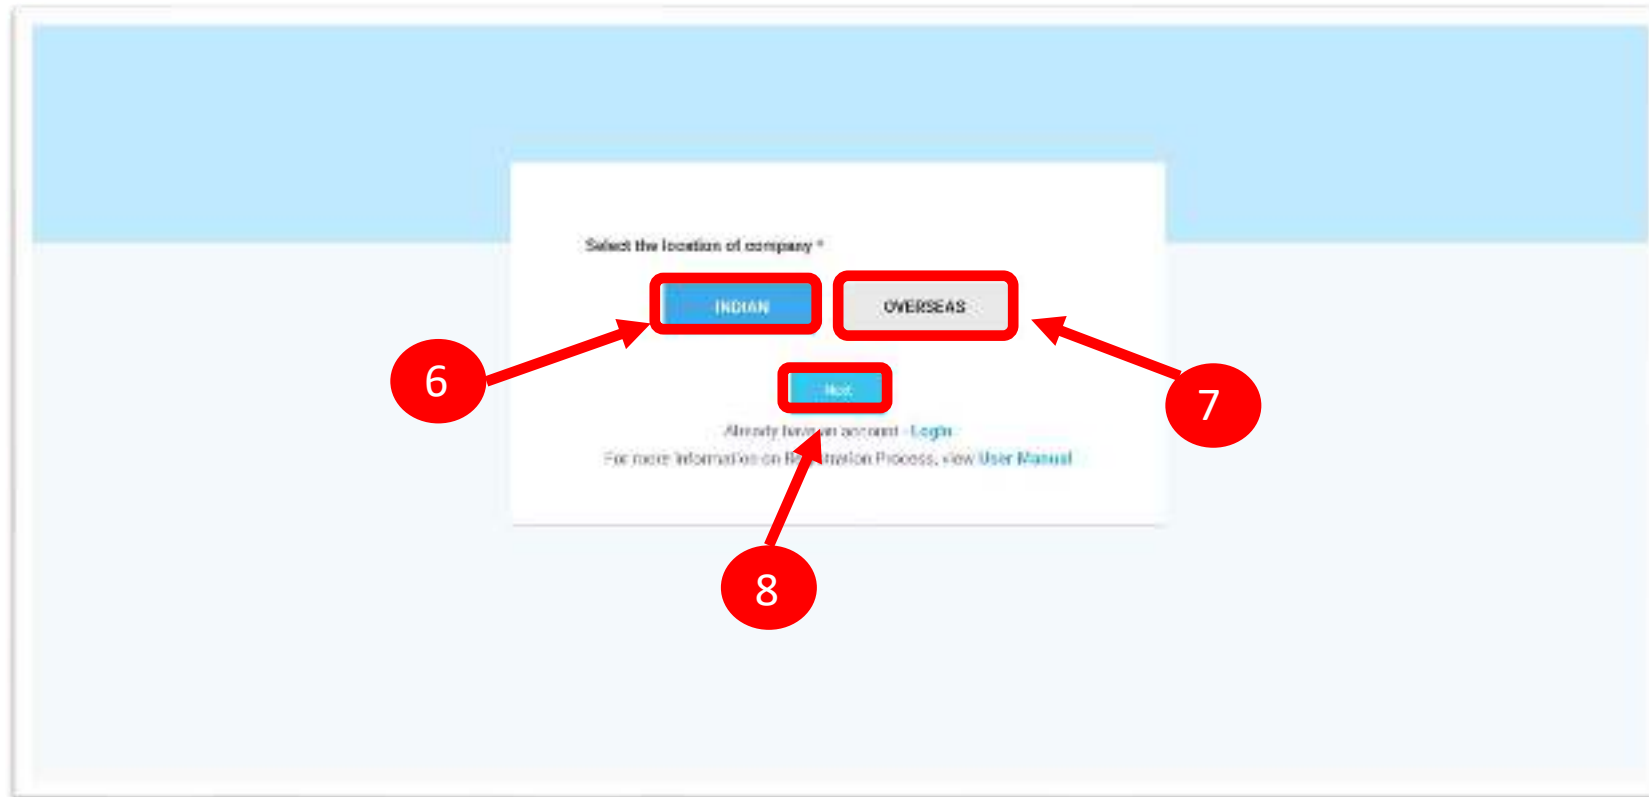 Select the location of company *
INDIAN OVERSEAS
6
Next
7
Already have an account - Login
For more Information on Registration Process, view User Manual
8